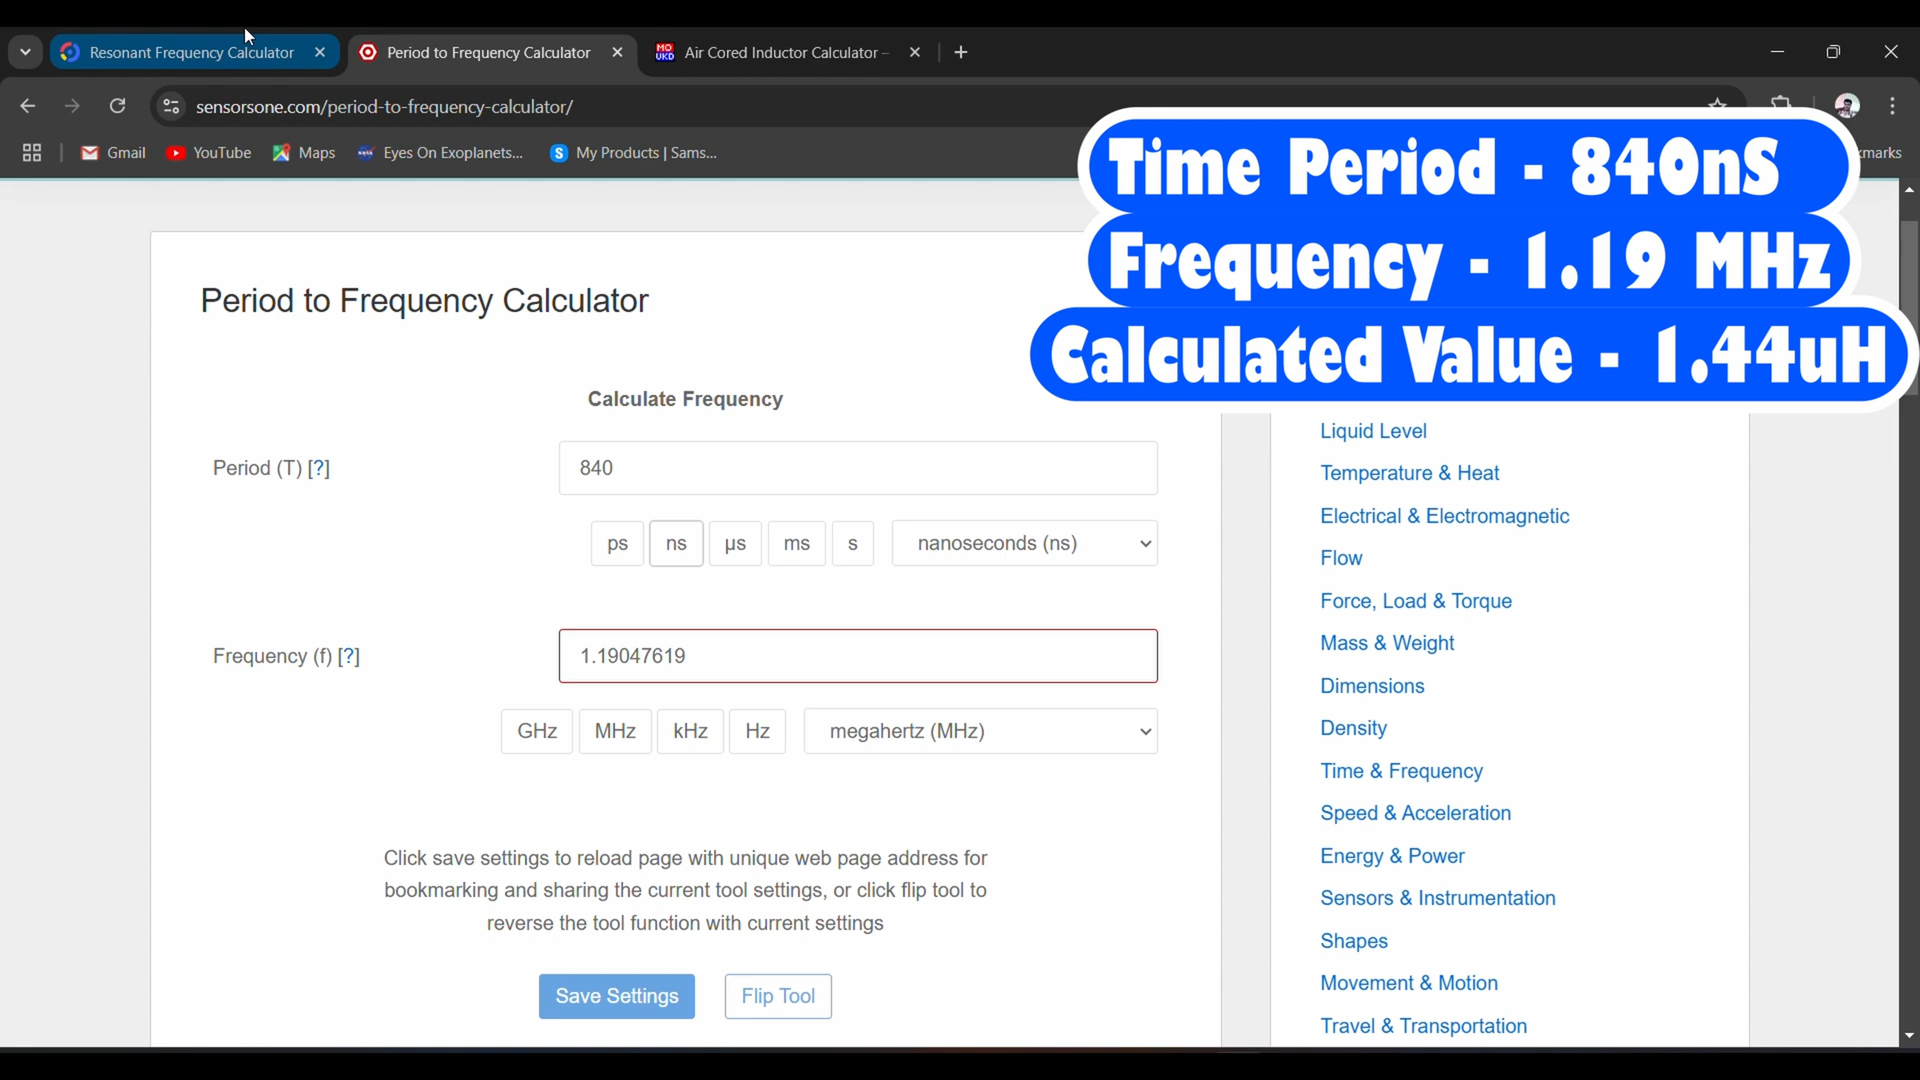 Resonant Frequency Calculator
Period to Frequency Calculator
MO
UKD
Air Cored Inductor Calculator -
sensorsone.com/period-to-frequency-calculator/
Gmail
YouTube
Maps
Eyes On Exoplanets...
S
My Products | Sams...
kmarks
Time Period - 840nS
Frequency - 1.19 MHz
Calculated Value - 1.44uH
Period to Frequency Calculator
Calculate Frequency
Period (T) [?]
840
ps
ns
µs
ms
s
nanoseconds (ns)
Frequency (f) [?]
1.19047619
GHz
MHz
kHz
Hz
megahertz (MHz)
Click save settings to reload page with unique web page address for
bookmarking and sharing the current tool settings, or click flip tool to
reverse the tool function with current settings
Save Settings
Flip Tool
Liquid Level
Temperature & Heat
Electrical & Electromagnetic
Flow
Force, Load & Torque
Mass & Weight
Dimensions
Density
Time & Frequency
Speed & Acceleration
Energy & Power
Sensors & Instrumentation
Shapes
Movement & Motion
Travel & Transportation